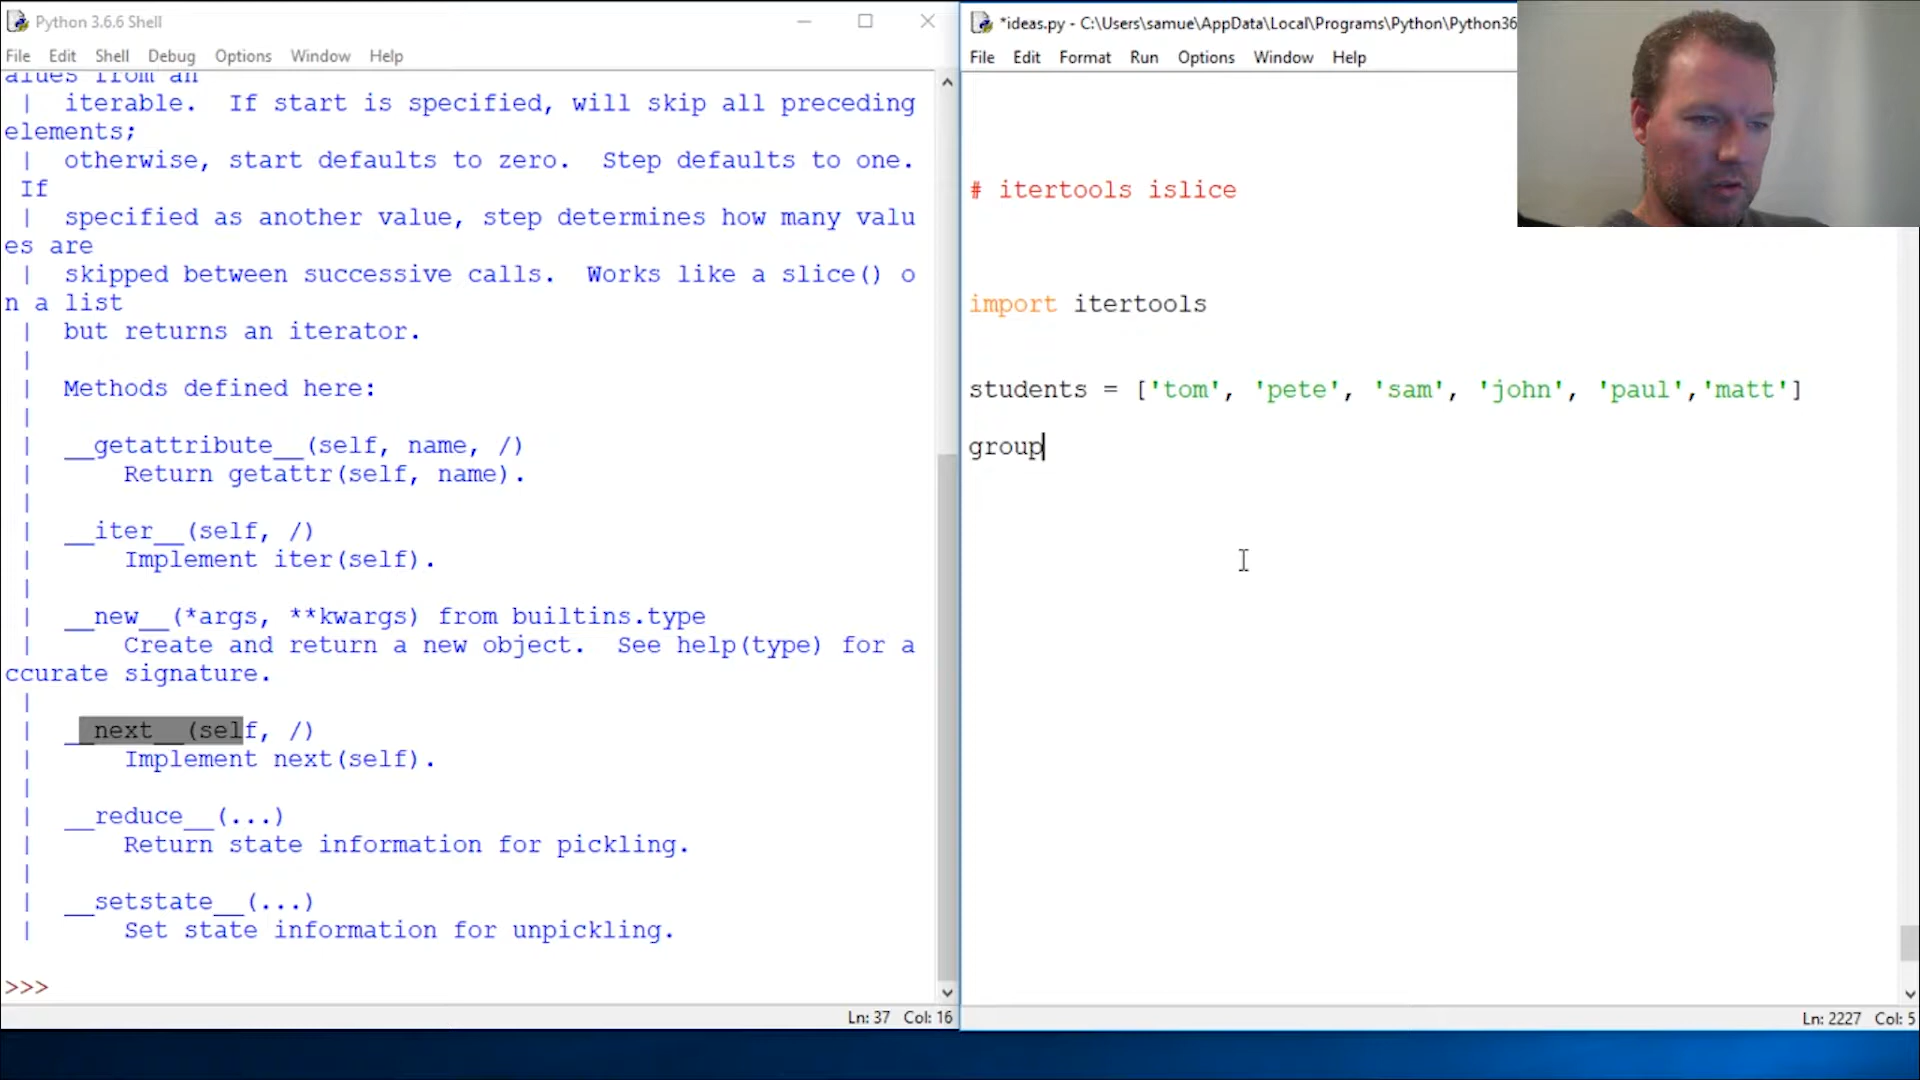 Python 3.6.6 Shell
File Edit Shell Debug Options Window Help
alues from an
| iterable. If start is specified, will skip all preceding
elements;
| otherwise, start defaults to zero. Step defaults to one.
If
| specified as another value, step determines how many valu
es are
| skipped between successive calls. Works like a slice() o
n a list
| but returns an iterator.
|
| Methods defined here:
|
| __getattribute__(self, name, /)
| Return getattr(self, name).
|
| __iter__(self, /)
| Implement iter(self).
|
| __new__(*args, **kwargs) from builtins.type
| Create and return a new object. See help(type) for a
ccurate signature.
|
| __next__(self, /)
| Implement next(self).
|
| __reduce__(...)
| Return state information for pickling.
|
| __setstate__(...)
| Set state information for unpickling.
>>>
Ln: 37 Col: 16
*ideas.py - C:\Users\samue\AppData\Local\Programs\Python\Python36
File Edit Format Run Options Window Help
# itertools islice
import itertools
students = ['tom', 'pete', 'sam', 'john', 'paul','matt']
group
Ln: 2227 Col: 5